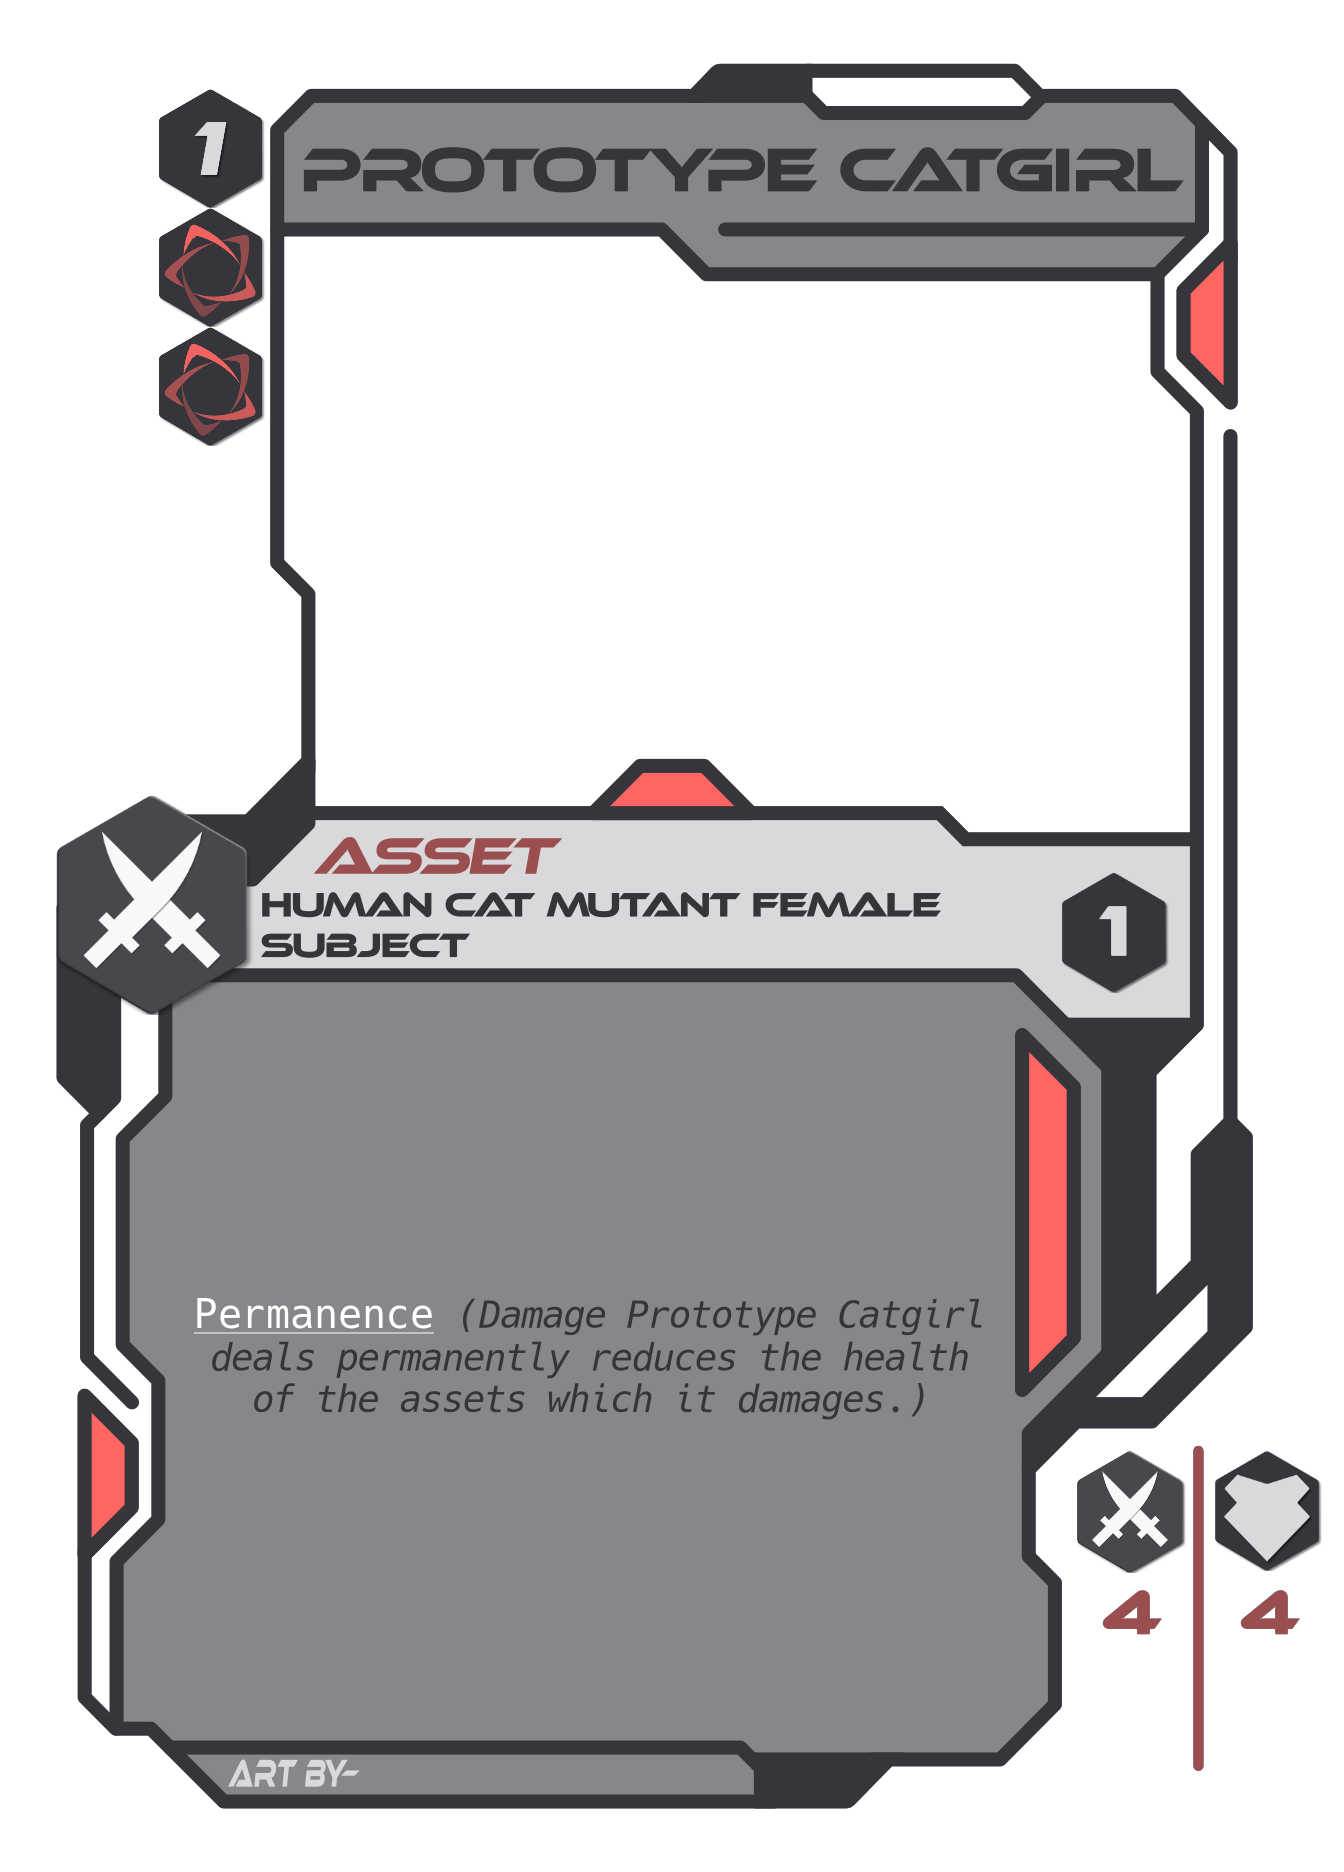 1
PROTOTYPE CATGIRL
ASSET
HUMAN CAT MUTANT FEMALE
SUBJECT
1
Permanence (Damage Prototype Catgirl
deals permanently reduces the health
of the assets which it damages.)
4
4
ART BY-